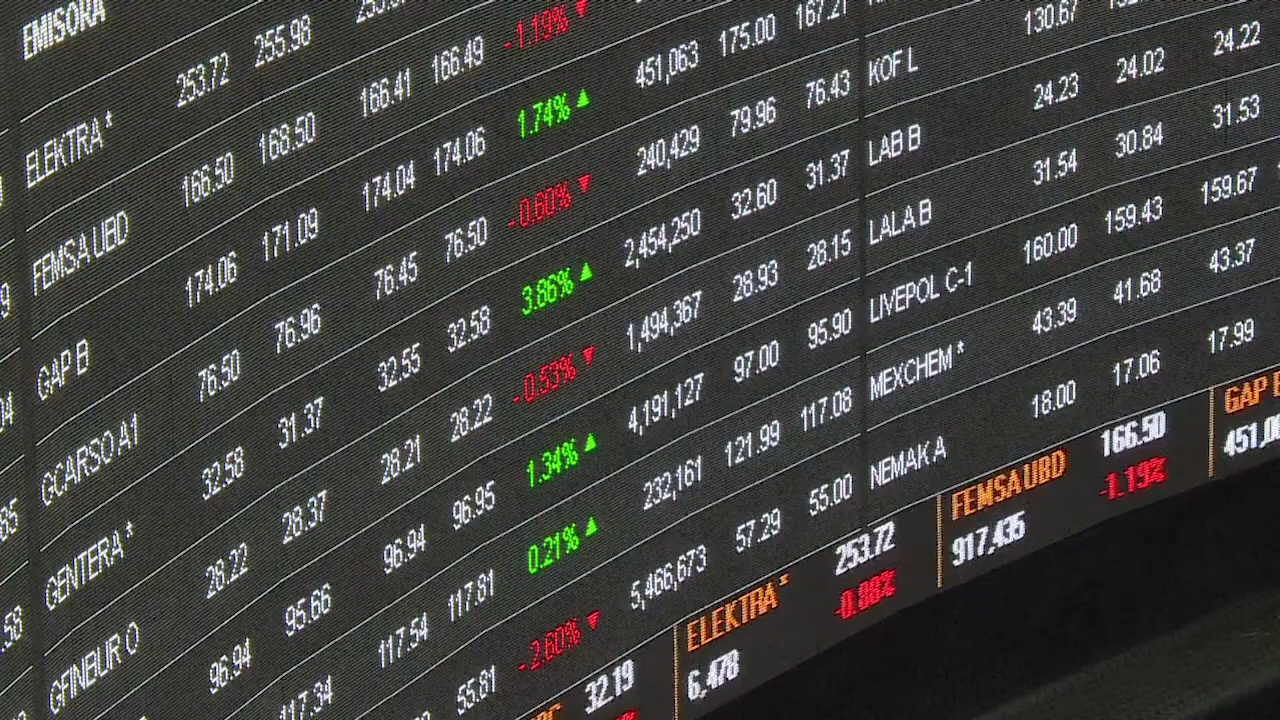 EMISORA
ELEKTRA * 253.72 255.98
FEMSA UBD 166.50 168.50 166.41 166.49 -1.19% ▼
GAP B 174.06 171.09 174.04 174.06 1.74% ▲ 451,063 175.00 167.21
GCARSO A1 76.50 76.96 76.45 76.50 -0.60% ▼ 240,429 79.96 76.43 KOF L 130.67
GENTERA * 32.58 31.37 32.55 32.58 3.86% ▲ 2,454,250 32.60 31.37 LAB B 24.23 24.02 24.22
GFINBUR O 28.22 28.37 28.21 28.22 -0.53% ▼ 1,494,367 28.93 28.15 LALA B 31.54 30.84 31.53
96.94 95.66 96.94 96.95 1.34% ▲ 4,191,127 97.00 95.90 LIVEPOL C-1 160.00 159.43 159.67
117.34 117.54 117.81 0.21% ▲ 232,161 121.99 117.08 MEXCHEM * 43.39 41.68 43.37
55.81 -2.60% ▼ 5,466,673 57.29 55.00 NEMAK A 18.00 17.06 17.99
32.19 ELEKTRA * 253.72 FEMSA UBD 166.50 GAP
6,478 -0.88% 917,435 -1.19%